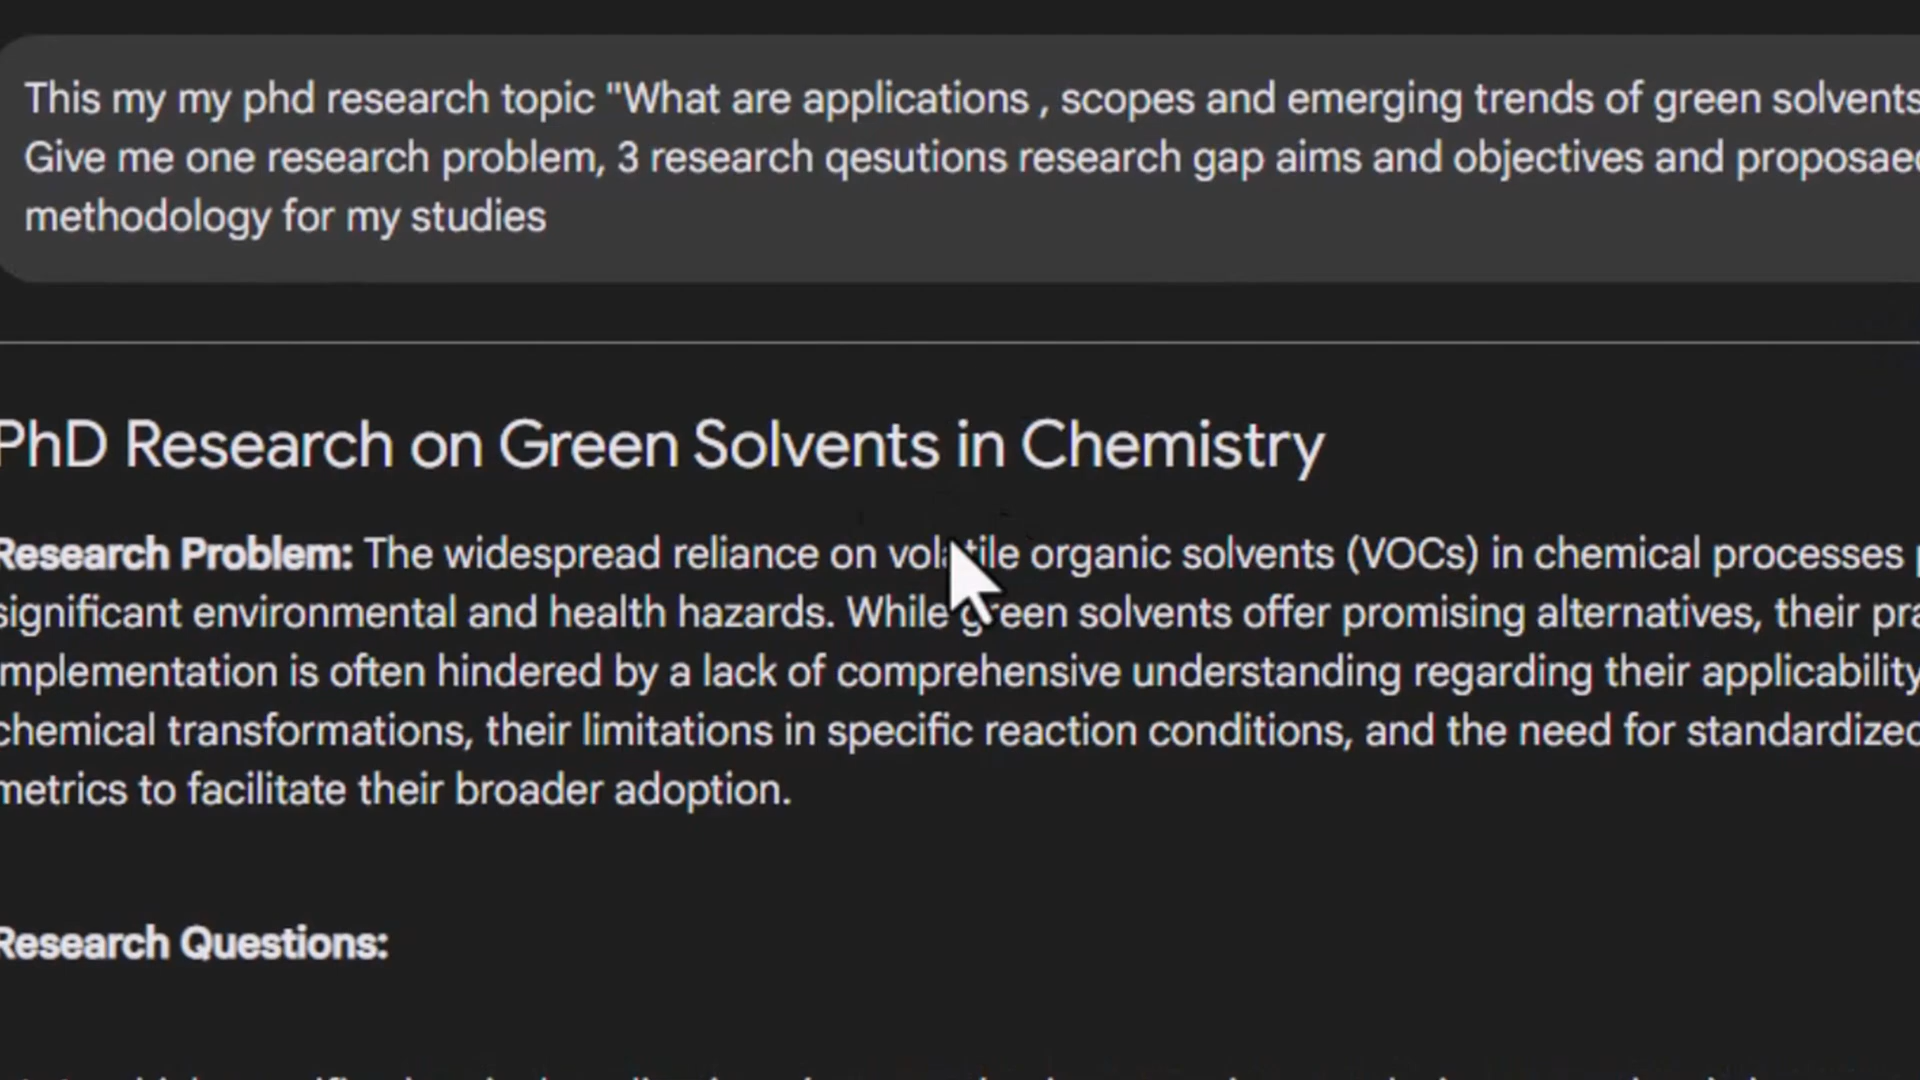 This my my phd research topic "What are applications , scopes and emerging trends of green solvents
Give me one research problem, 3 research qesutions research gap aims and objectives and proposaed
methodology for my studies
PhD Research on Green Solvents in Chemistry
Research Problem: The widespread reliance on volatile organic solvents (VOCs) in chemical processes
significant environmental and health hazards. While green solvents offer promising alternatives, their
implementation is often hindered by a lack of comprehensive understanding regarding their applicability
chemical transformations, their limitations in specific reaction conditions, and the need for standardized
metrics to facilitate their broader adoption.
Research Questions: